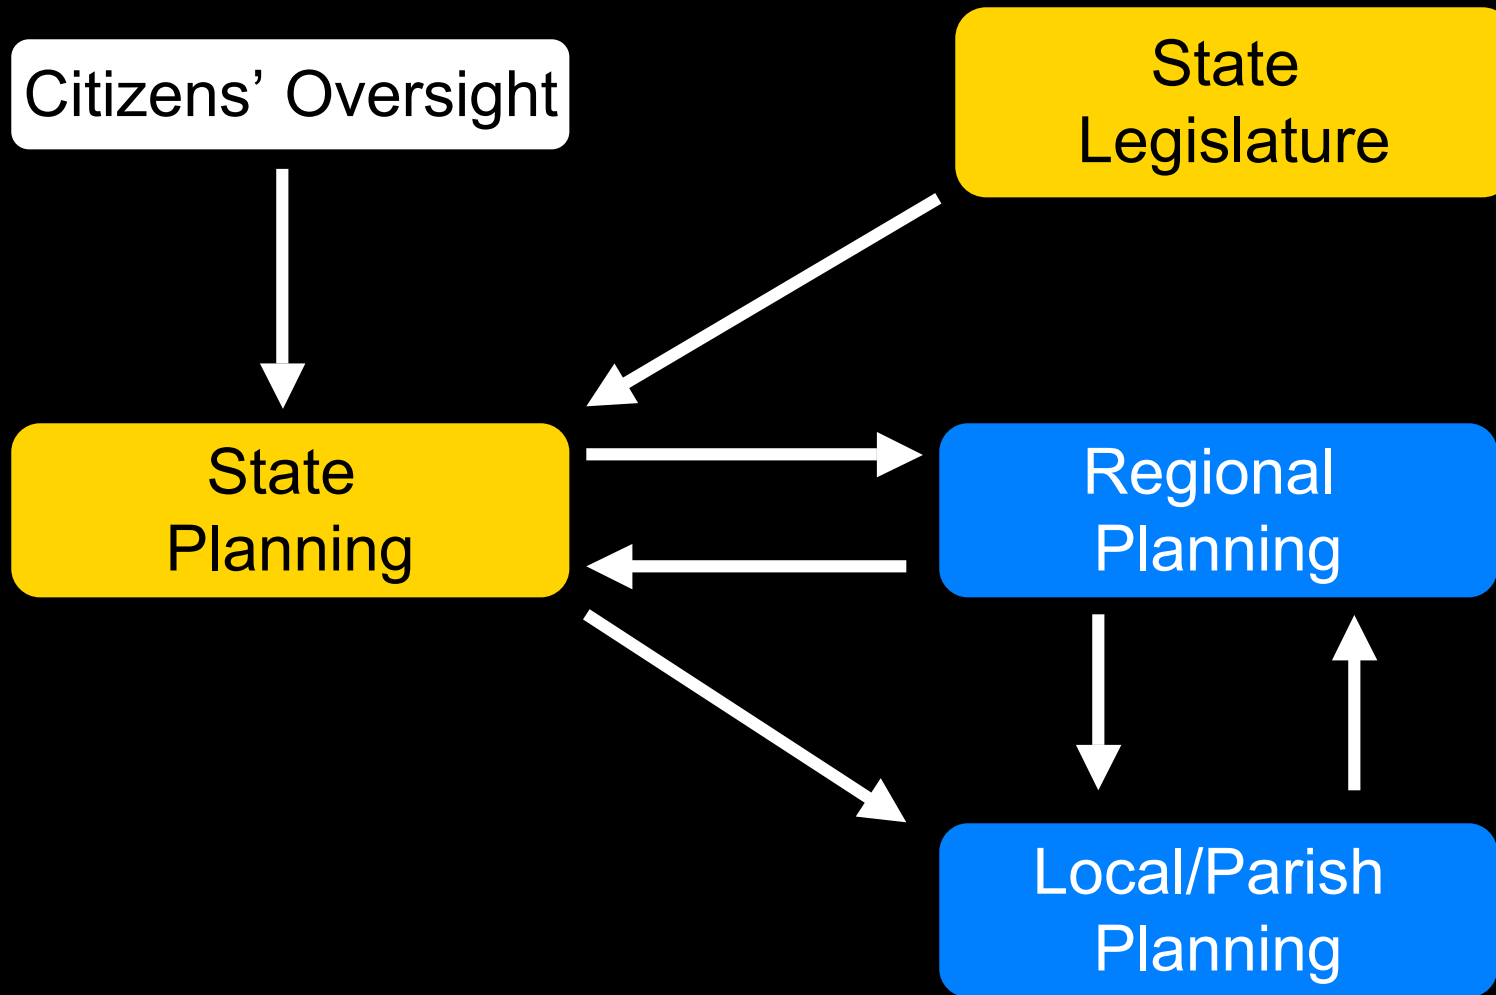 Citizens’ Oversight
State
Legislature
State
Planning
Regional
Planning
Local/Parish
Planning